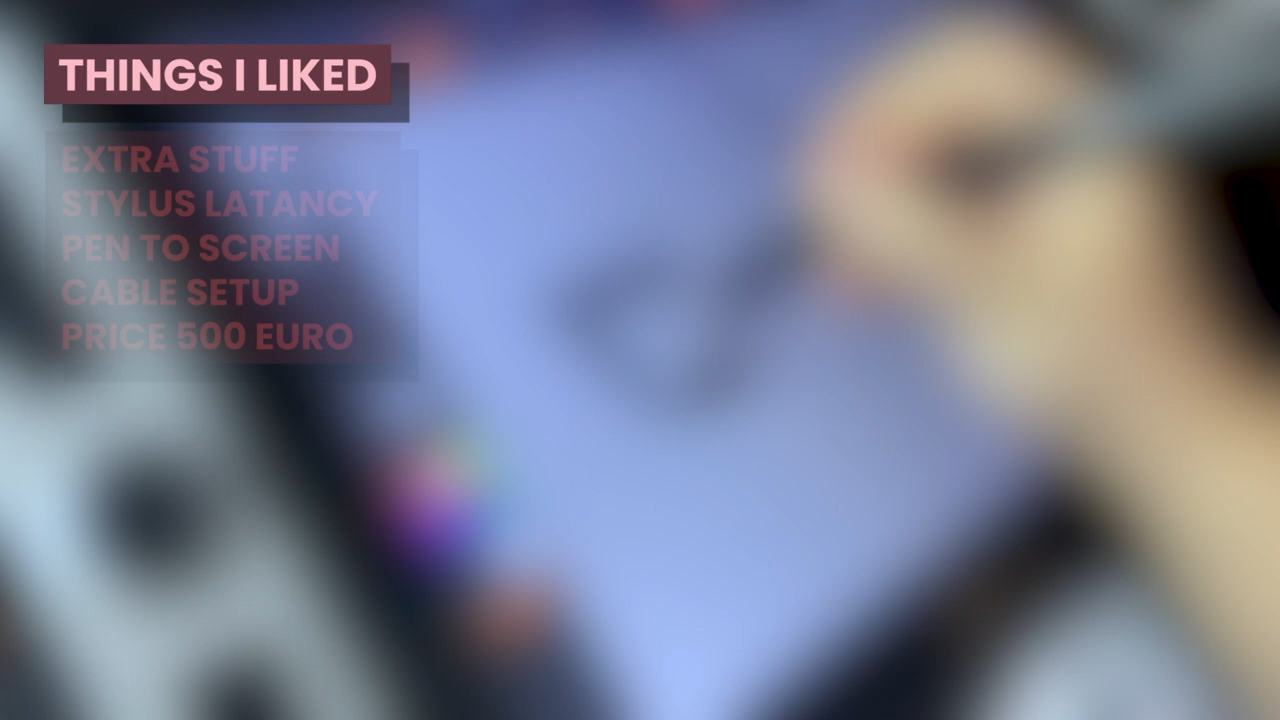 THINGS I LIKED
EXTRA STUFF
STYLUS LATANCY
PEN TO SCREEN
CABLE SETUP
PRICE 500 EURO